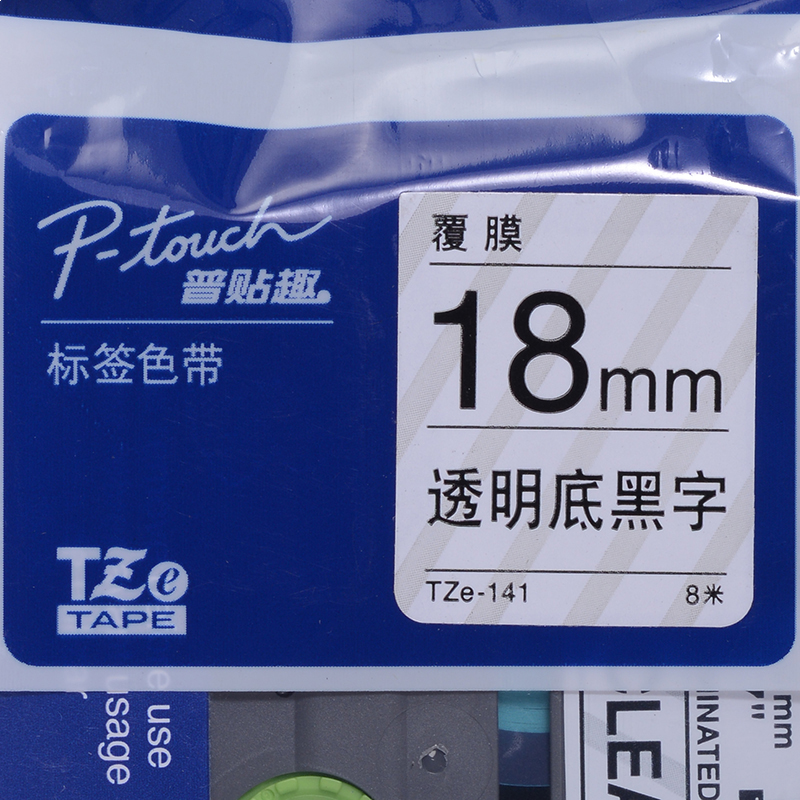 P-touch
普贴趣
标签色带
TZe
TAPE
覆膜
18mm
透明底黑字
TZe-141 8米
e use
usage
mm